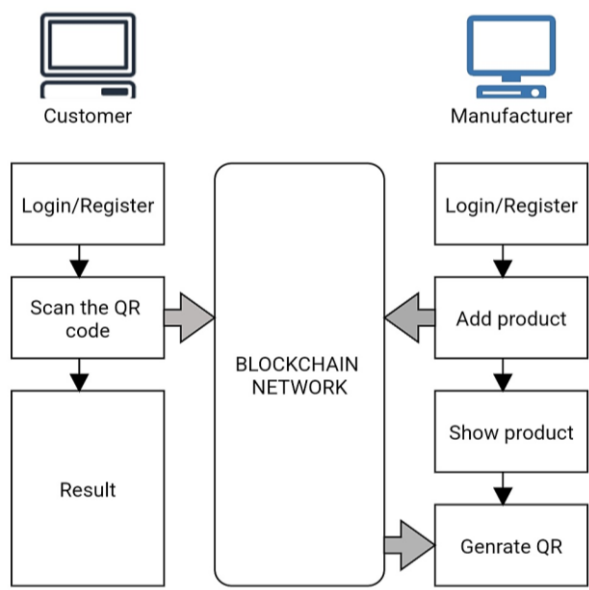 Customer
Manufacturer
Login/Register
Login/Register
Scan the QR
code
Add product
BLOCKCHAIN
NETWORK
Show product
Result
Genrate QR